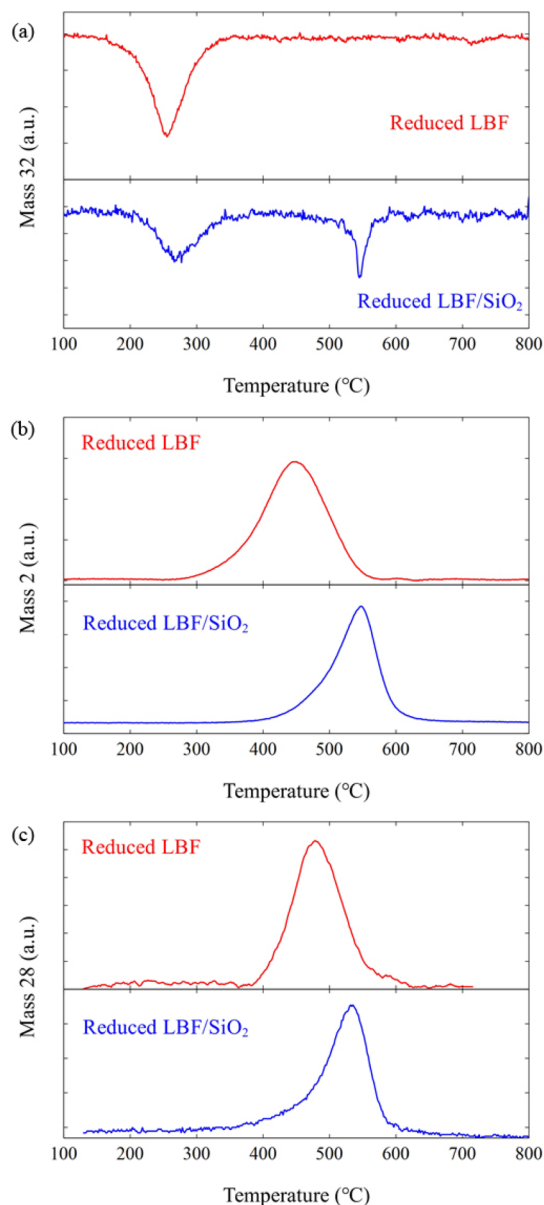 (a)
Reduced LBF
Mass 32 (a.u.)
Reduced LBF/SiO₂
100 200 300 400 500 600 700 800
Temperature (℃)
(b)
Reduced LBF
Mass 2 (a.u.)
Reduced LBF/SiO₂
100 200 300 400 500 600 700 800
Temperature (℃)
(c)
Reduced LBF
Mass 28 (a.u.)
Reduced LBF/SiO₂
100 200 300 400 500 600 700 800
Temperature (℃)